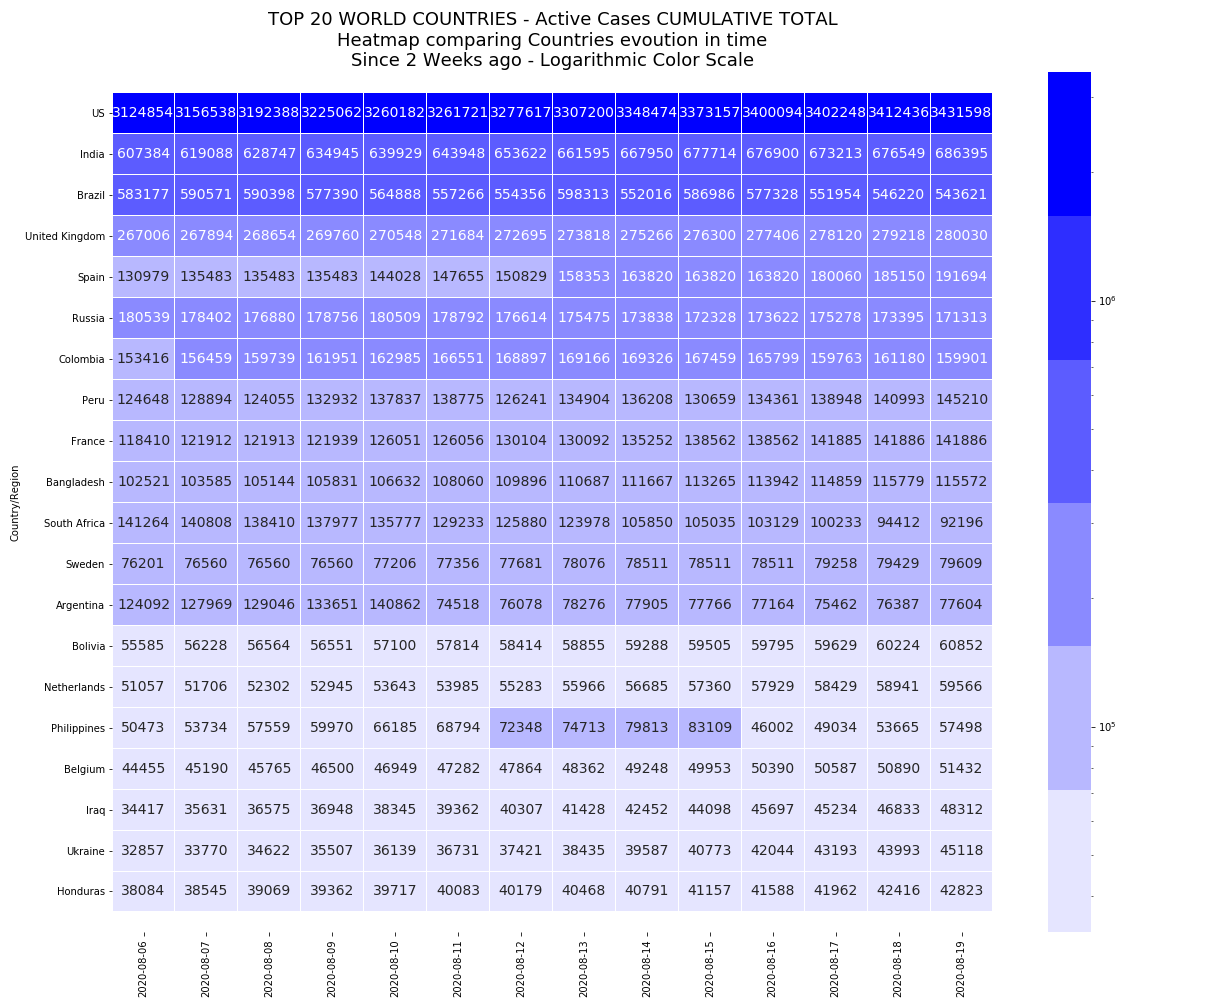 TOP 20 WORLD COUNTRIES - Active Cases CUMULATIVE TOTAL
Heatmap comparing Countries evoution in time
Since 2 Weeks ago - Logarithmic Color Scale
Country/Region
US 3124854 3156538 3192388 3225062 3260182 3261721 3277617 3307200 3348474 3373157 3400094 3402248 3412436 3431598
India 607384 619088 628747 634945 639929 643948 653622 661595 667950 677714 676900 673213 676549 686395
Brazil 583177 590571 590398 577390 564888 557266 554356 598313 552016 586986 577328 551954 546220 543621
United Kingdom 267006 267894 268654 269760 270548 271684 272695 273818 275266 276300 277406 278120 279218 280030
Spain 130979 135483 135483 135483 144028 147655 150829 158353 163820 163820 163820 180060 185150 191694
Russia 180539 178402 176880 178756 180509 178792 176614 175475 173838 172328 173622 175278 173395 171313
Colombia 153416 156459 159739 161951 162985 166551 168897 169166 169326 167459 165799 159763 161180 159901
Peru 124648 128894 124055 132932 137837 138775 126241 134904 136208 130659 134361 138948 140993 145210
France 118410 121912 121913 121939 126051 126056 130104 130092 135252 138562 138562 141885 141886 141886
Bangladesh 102521 103585 105144 105831 106632 108060 109896 110687 111667 113265 113942 114859 115779 115572
South Africa 141264 140808 138410 137977 135777 129233 125880 123978 105850 105035 103129 100233 94412 92196
Sweden 76201 76560 76560 76560 77206 77356 77681 78076 78511 78511 78511 79258 79429 79609
Argentina 124092 127969 129046 133651 140862 74518 76078 78276 77905 77766 77164 75462 76387 77604
Bolivia 55585 56228 56564 56551 57100 57814 58414 58855 59288 59505 59795 59629 60224 60852
Netherlands 51057 51706 52302 52945 53643 53985 55283 55966 56685 57360 57929 58429 58941 59566
Philippines 50473 53734 57559 59970 66185 68794 72348 74713 79813 83109 46002 49034 53665 57498
Belgium 44455 45190 45765 46500 46949 47282 47864 48362 49248 49953 50390 50587 50890 51432
Iraq 34417 35631 36575 36948 38345 39362 40307 41428 42452 44098 45697 45234 46833 48312
Ukraine 32857 33770 34622 35507 36139 36731 37421 38435 39587 40773 42044 43193 43993 45118
Honduras 38084 38545 39069 39362 39717 40083 40179 40468 40791 41157 41588 41962 42416 42823
2020-08-06 2020-08-07 2020-08-08 2020-08-09 2020-08-10 2020-08-11 2020-08-12 2020-08-13 2020-08-14 2020-08-15 2020-08-16 2020-08-17 2020-08-18 2020-08-19
10⁶
10⁵